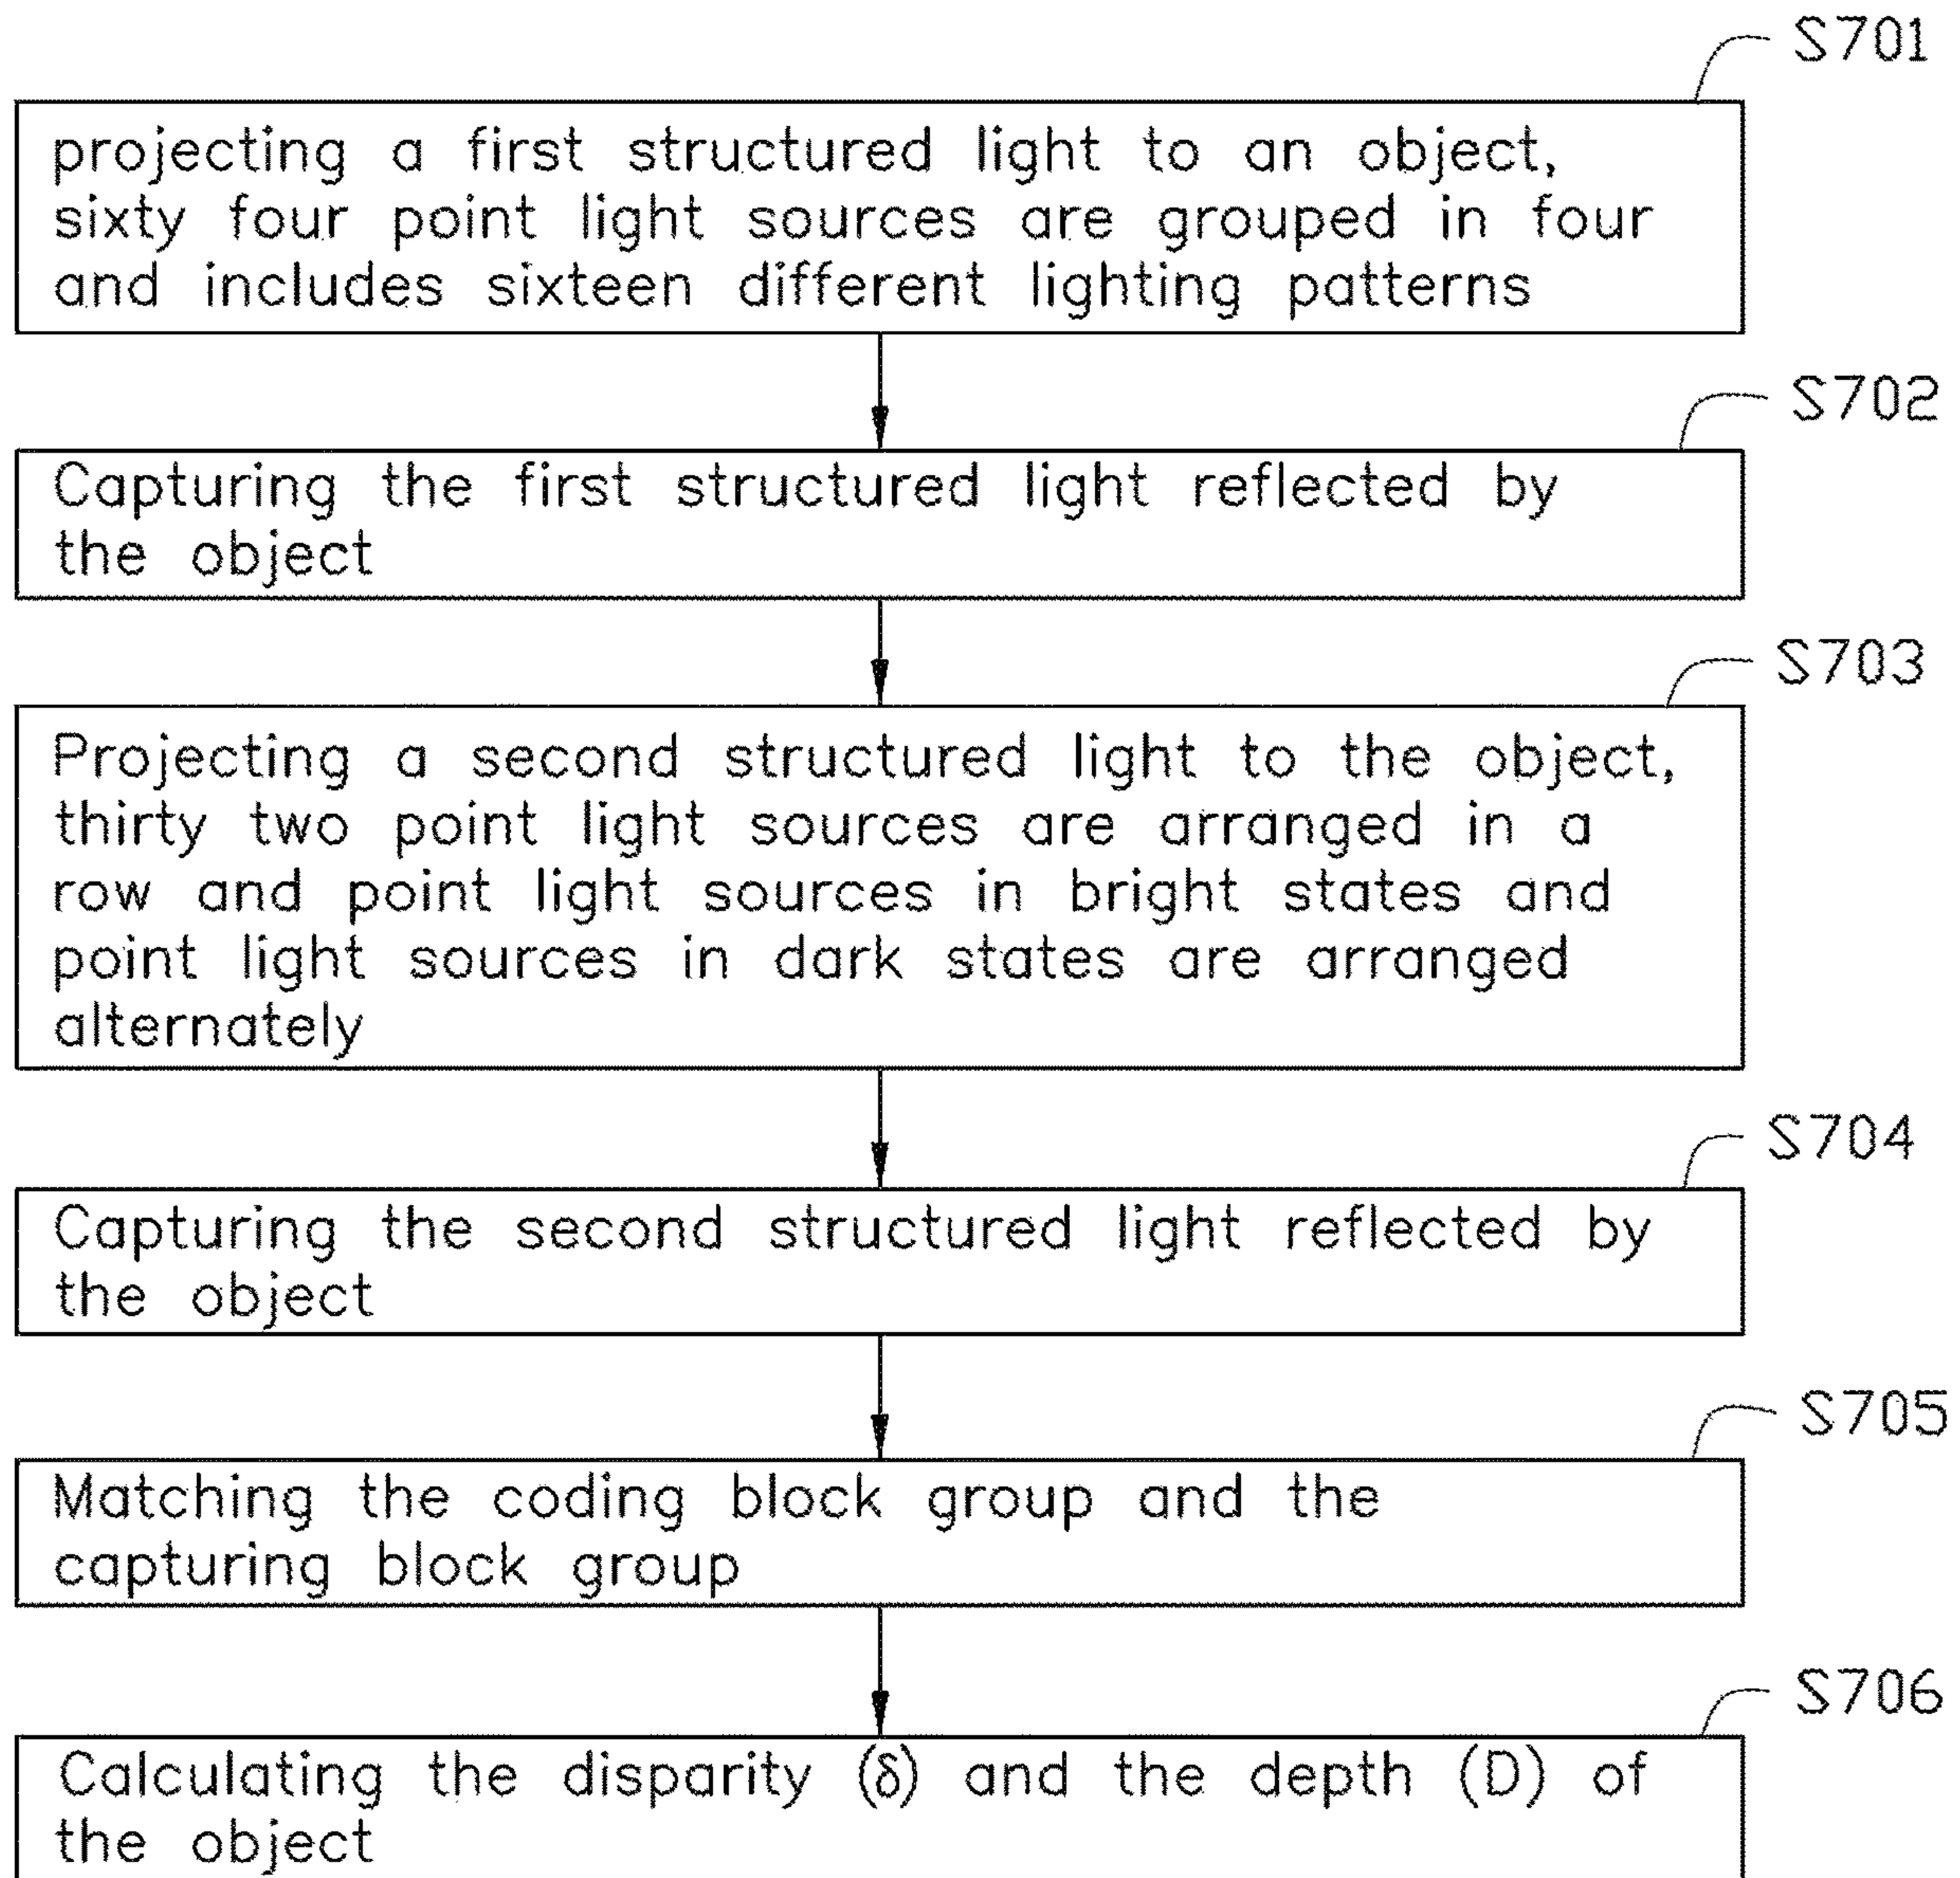 S701
projecting a first structured light to an object,
sixty four point light sources are grouped in four
and includes sixteen different lighting patterns
S702
Capturing the first structured light reflected by
the object
S703
Projecting a second structured light to the object,
thirty two point light sources are arranged in a
row and point light sources in bright states and
point light sources in dark states are arranged
alternately
S704
Capturing the second structured light reflected by
the object
S705
Matching the coding block group and the
capturing block group
S706
Calculating the disparity (δ) and the depth (D) of
the object